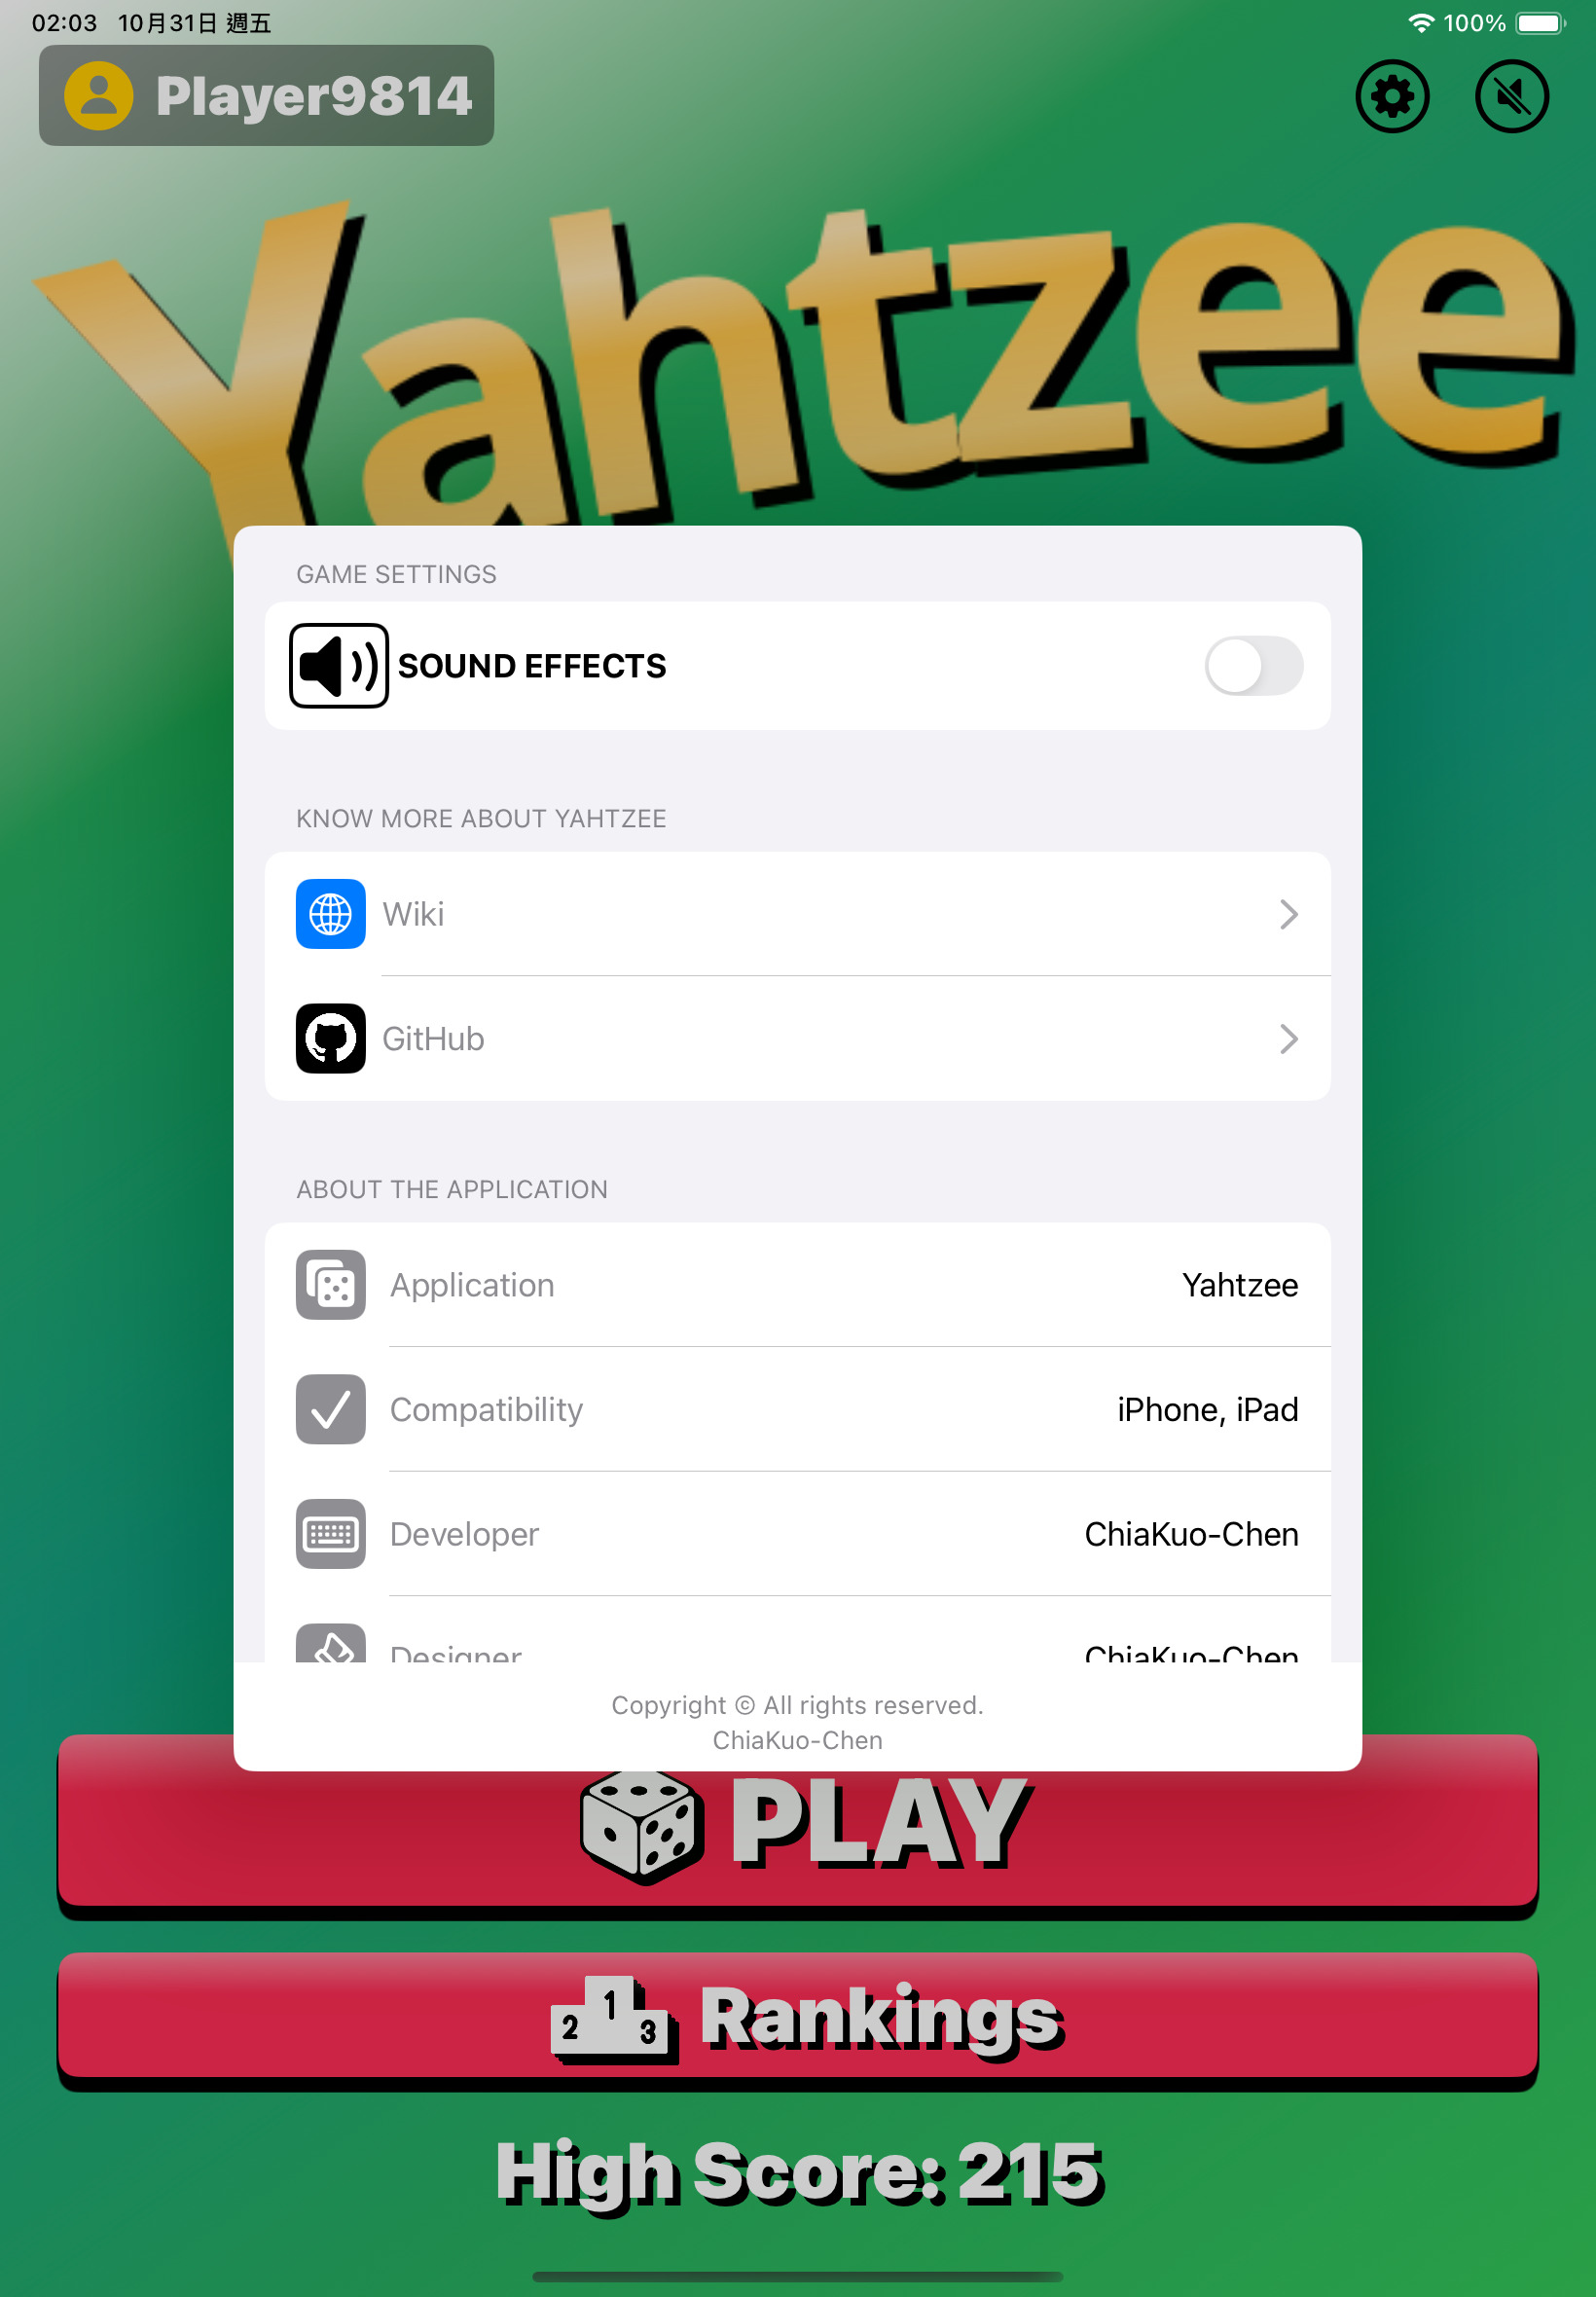 02:03 10月31日 週五 100%
Player9814
Yahtzee
GAME SETTINGS
SOUND EFFECTS
KNOW MORE ABOUT YAHTZEE
Wiki
GitHub
ABOUT THE APPLICATION
Application Yahtzee
Compatibility iPhone, iPad
Developer ChiaKuo-Chen
Designer ChiaKuo-Chen
Copyright © All rights reserved.
ChiaKuo-Chen
PLAY
1
2
3
Rankings
High Score: 215